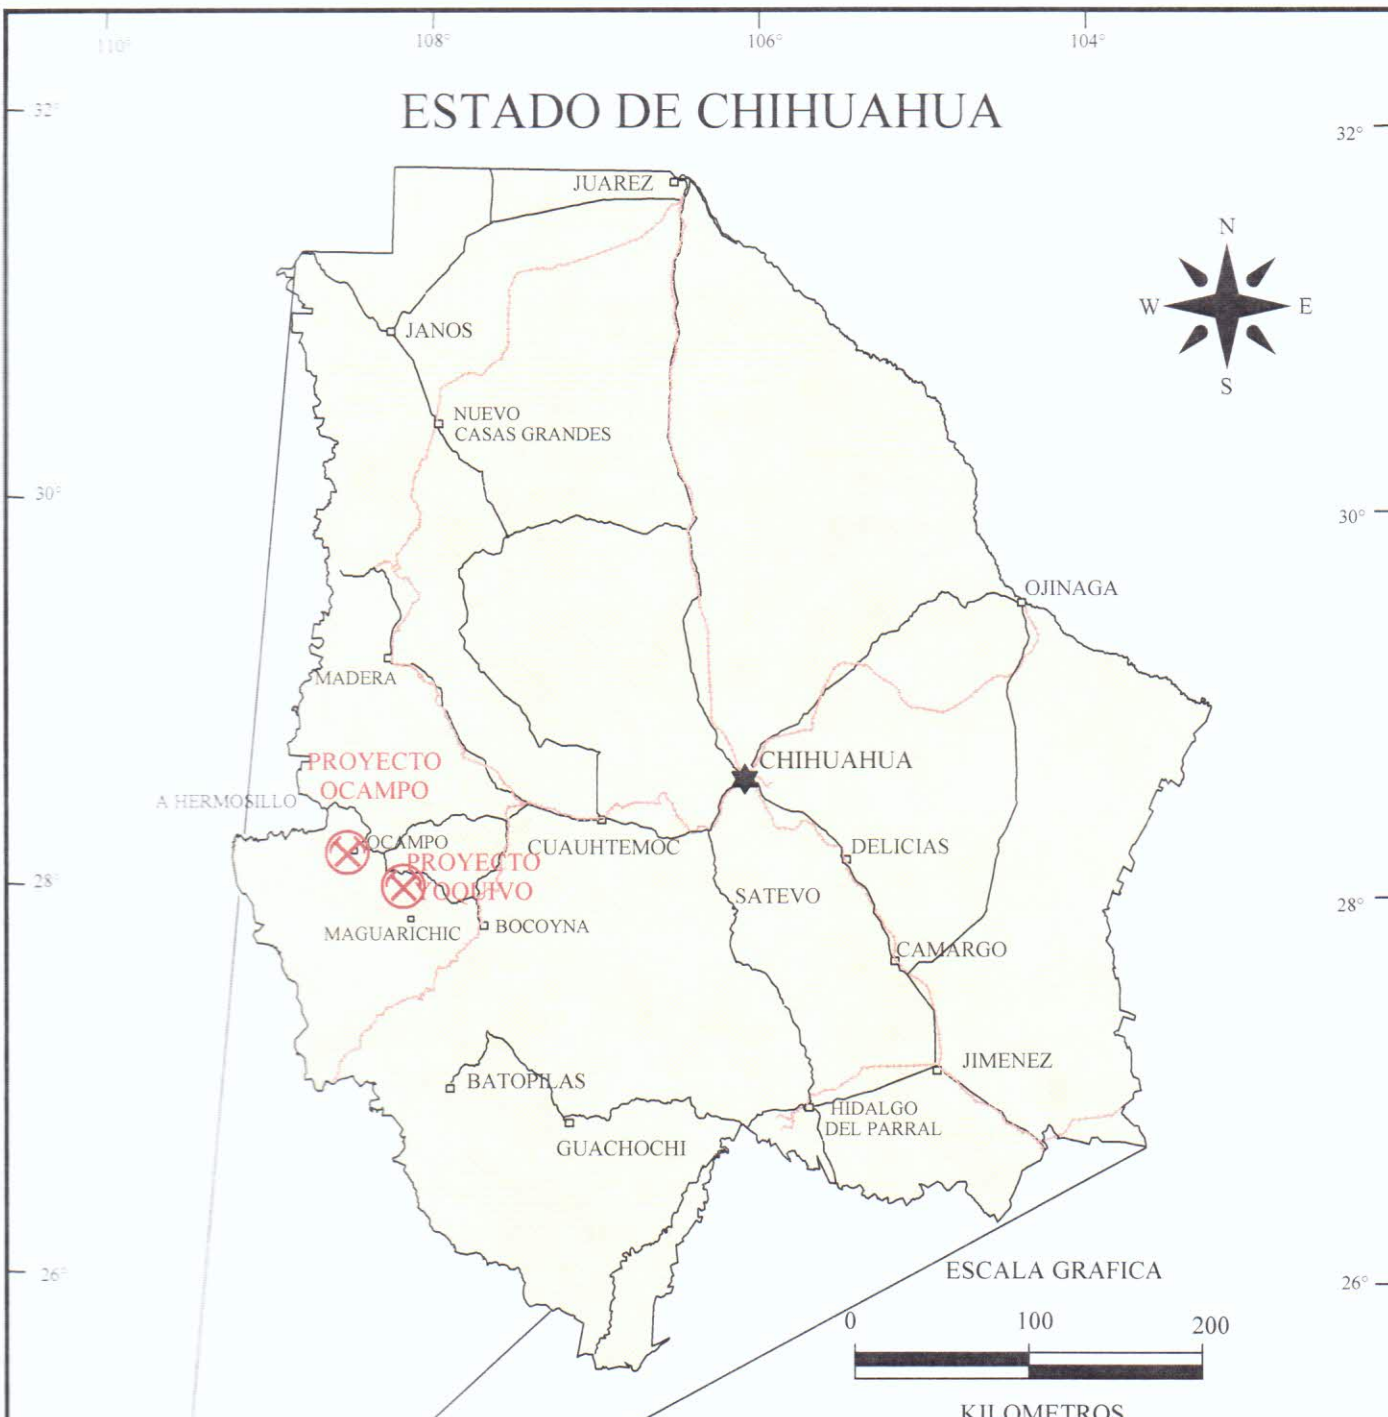 110°
108°
106°
104°
32°
ESTADO DE CHIHUAHUA
32°
JUAREZ
N
W
E
S
JANOS
NUEVO
CASAS GRANDES
30°
30°
OJINAGA
MADERA
PROYECTO
OCAMPO
CHIHUAHUA
A HERMOSILLO
OCAMPO
CUAUHTEMOC
DELICIAS
PROYECTO
YOQUIVO
28°
28°
SATEVO
MAGUARICHIC
BOCOYNA
CAMARGO
JIMENEZ
BATOPILAS
HIDALGO
DEL PARRAL
GUACHOCHI
26°
ESCALA GRAFICA
26°
0
100
200
KILOMETROS